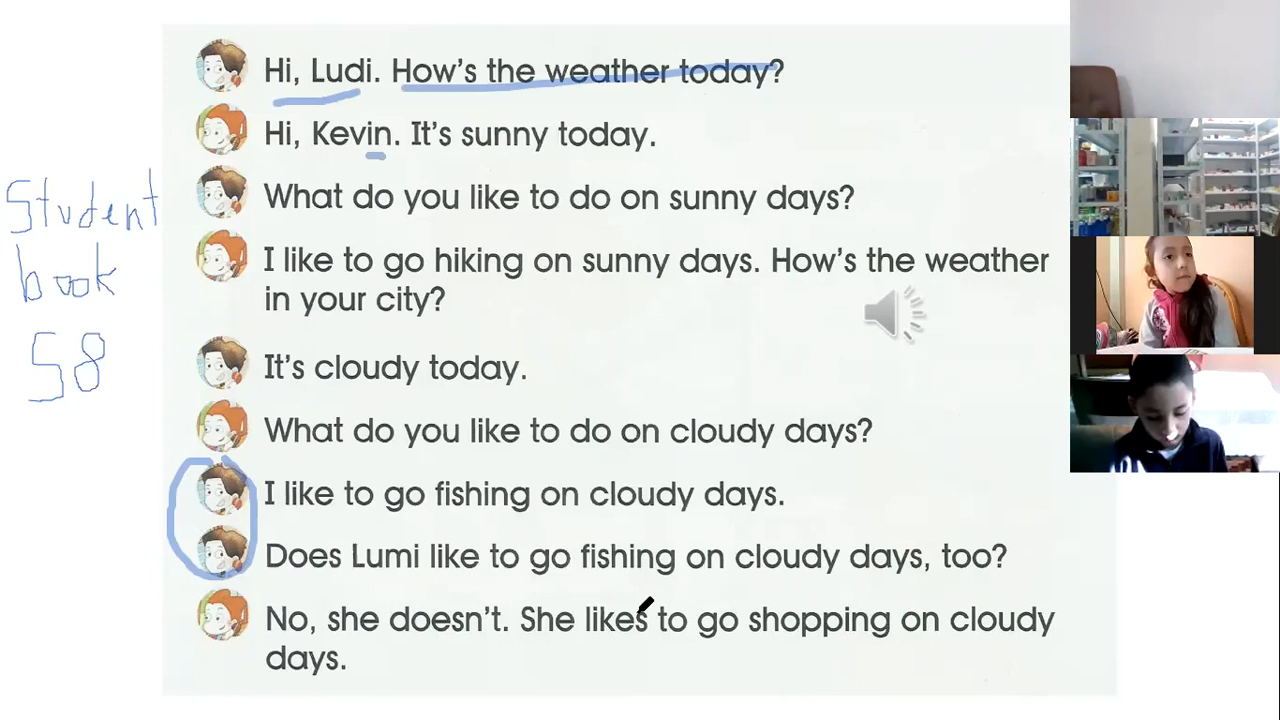 Hi, Ludi. How's the weather today?
Hi, Kevin. It's sunny today.
What do you like to do on sunny days?
I like to go hiking on sunny days. How's the weather
in your city?
It's cloudy today.
What do you like to do on cloudy days?
I like to go fishing on cloudy days.
Does Lumi like to go fishing on cloudy days, too?
No, she doesn't. She likes to go shopping on cloudy
days.
Student
book
58